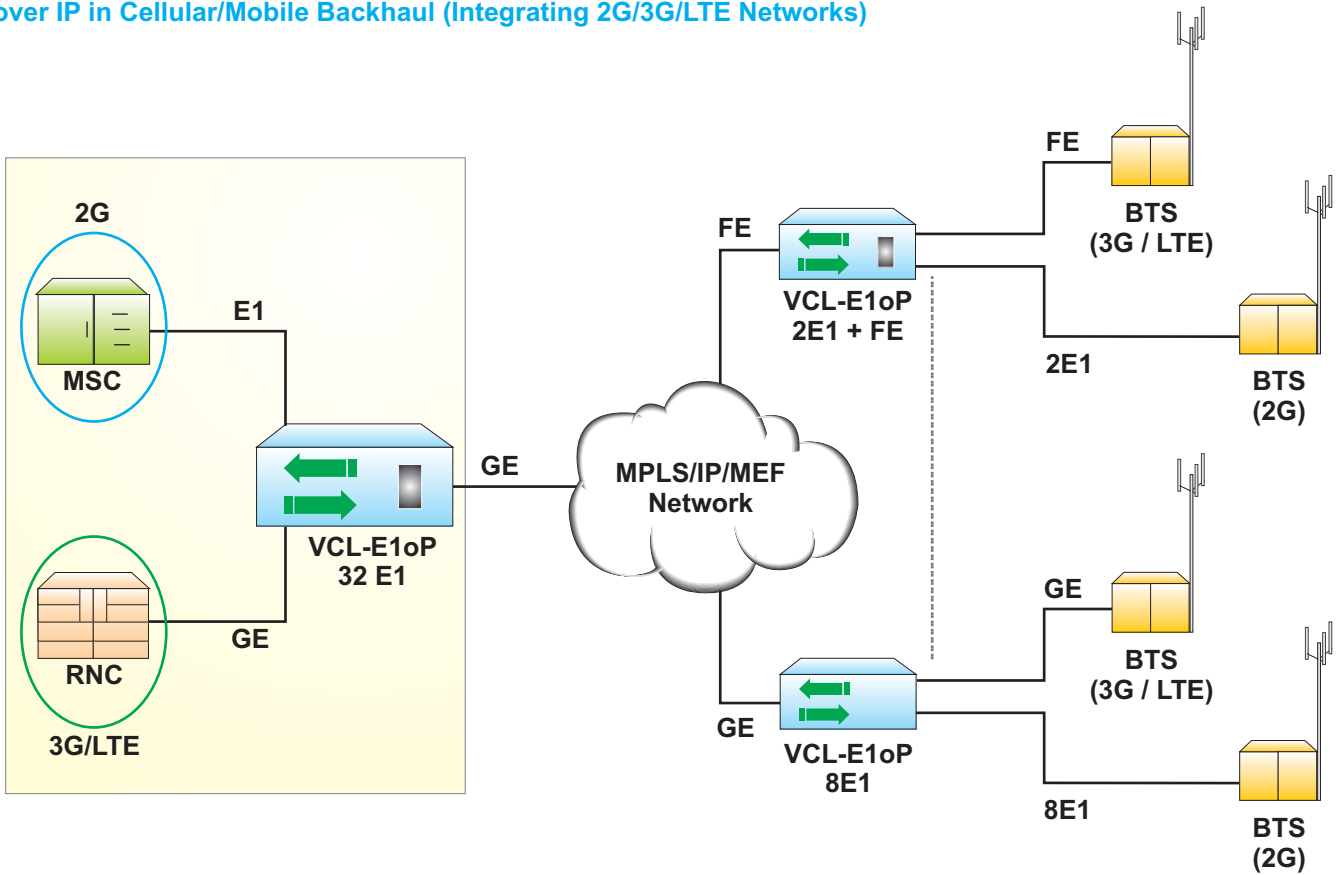 over IP in Cellular/Mobile Backhaul (Integrating 2G/3G/LTE Networks)
2G
MSC
E1
VCL-E1oP
32 E1
RNC
GE
3G/LTE
GE
MPLS/IP/MEF
Network
FE
VCL-E1oP
2E1 + FE
FE
BTS
(3G / LTE)
2E1
BTS
(2G)
GE
VCL-E1oP
8E1
GE
BTS
(3G / LTE)
8E1
BTS
(2G)